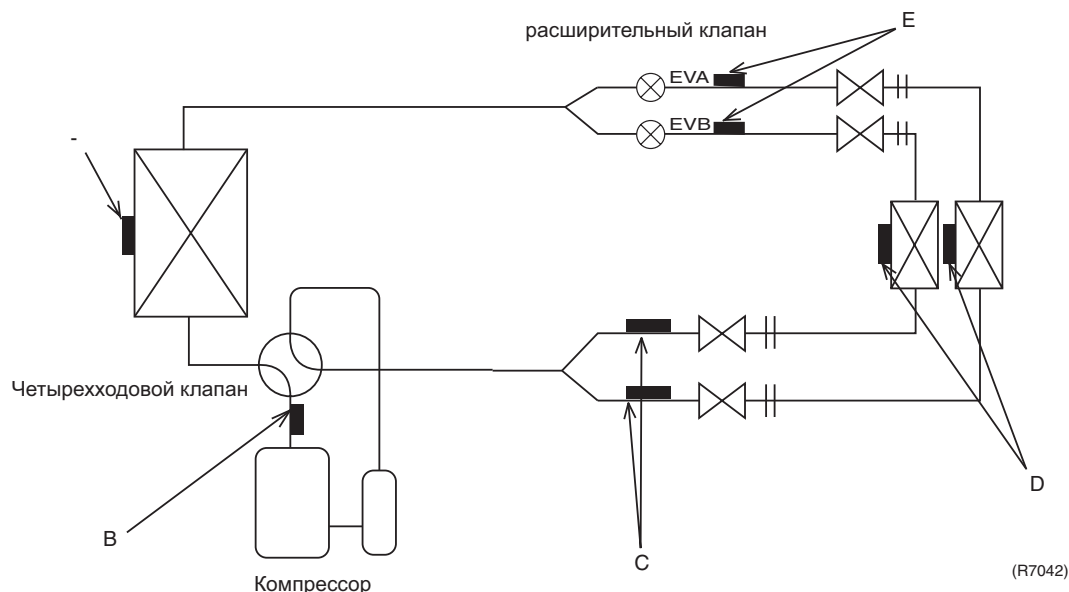 E
расширительный клапан
EVA
EVB
-
Четырехходовой клапан
B
D
C
Компрессор
(R7042)